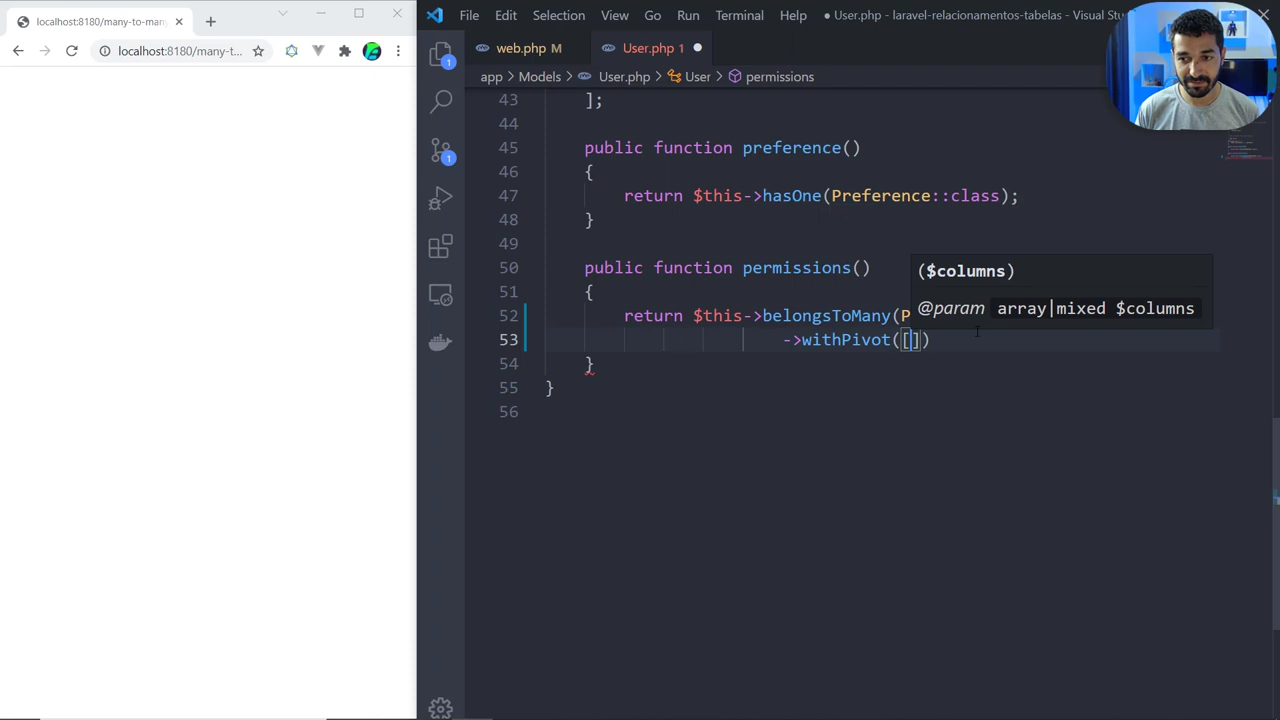 localhost:8180/many-to-man
localhost:8180/many-t...
File Edit Selection View Go Run Terminal Help
● User.php - laravel-relacionamentos-tabelas - Visual Stu
web.php M
User.php 1 ●
app > Models > User.php > User > permissions
43 ];
44
45 public function preference()
46 {
47 return $this->hasOne(Preference::class);
48 }
49
50 public function permissions()
51 {
52 return $this->belongsToMany(P
53 ->withPivot([])
54 }
55 }
56
($columns)
@param array|mixed $columns
1
1